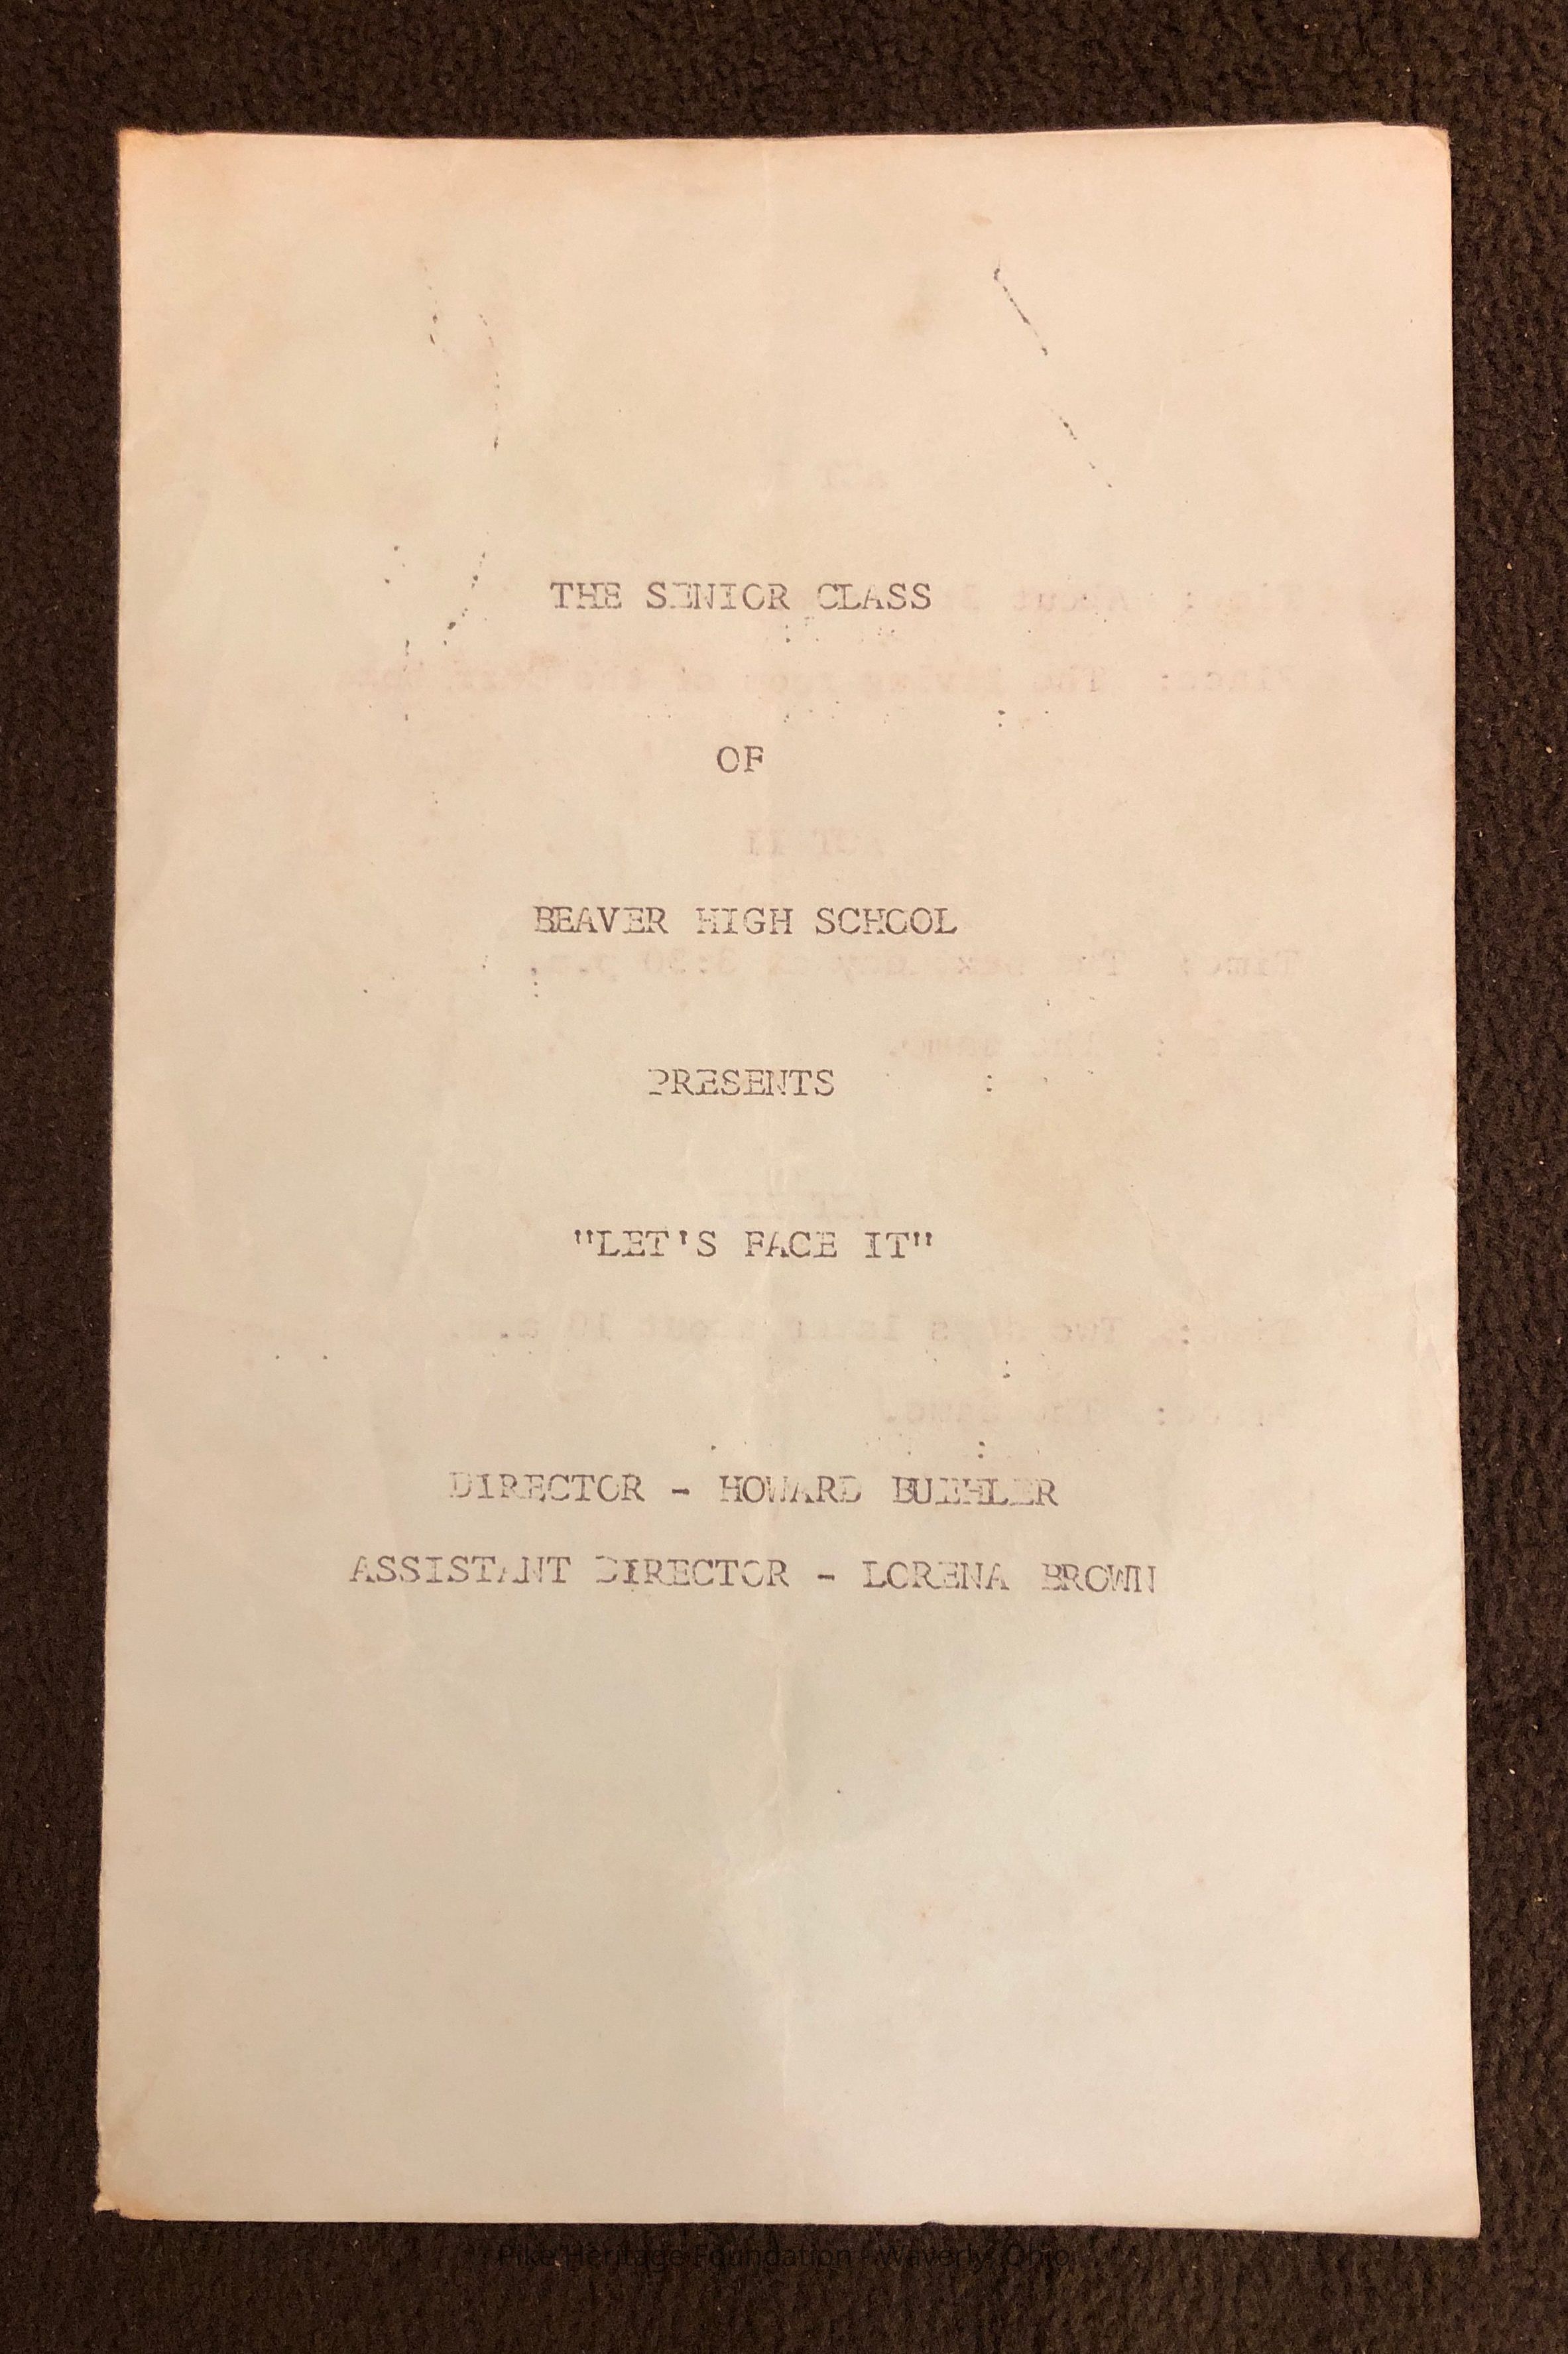 THE SENIOR CLASS
OF
BEAVER HIGH SCHOOL
PRESENTS
"LET'S FACE IT"
DIRECTOR - HOWARD BUEHLER
ASSISTANT DIRECTOR - LORENA BROWN
Pike Heritage Foundation - Waverly, Ohio